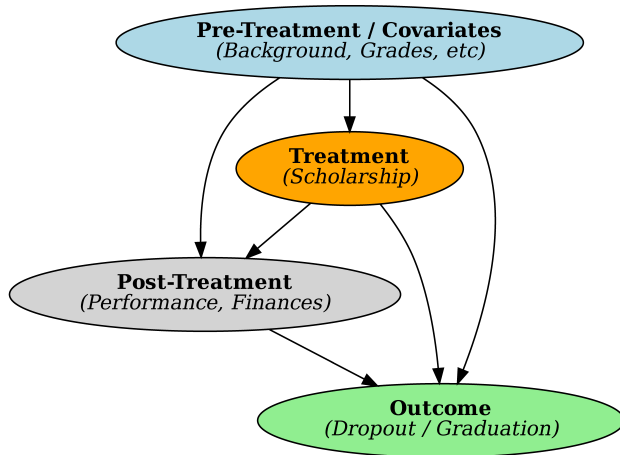 Pre-Treatment / Covariates
(Background, Grades, etc)
Treatment
(Scholarship)
Post-Treatment
(Performance, Finances)
Outcome
(Dropout / Graduation)